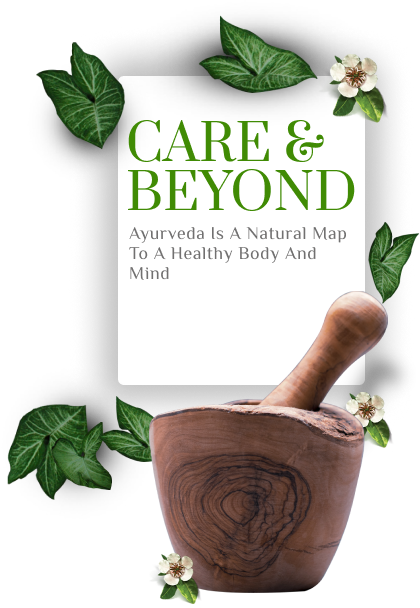 CARE &
BEYOND
Ayurveda Is A Natural Map
To A Healthy Body And
Mind